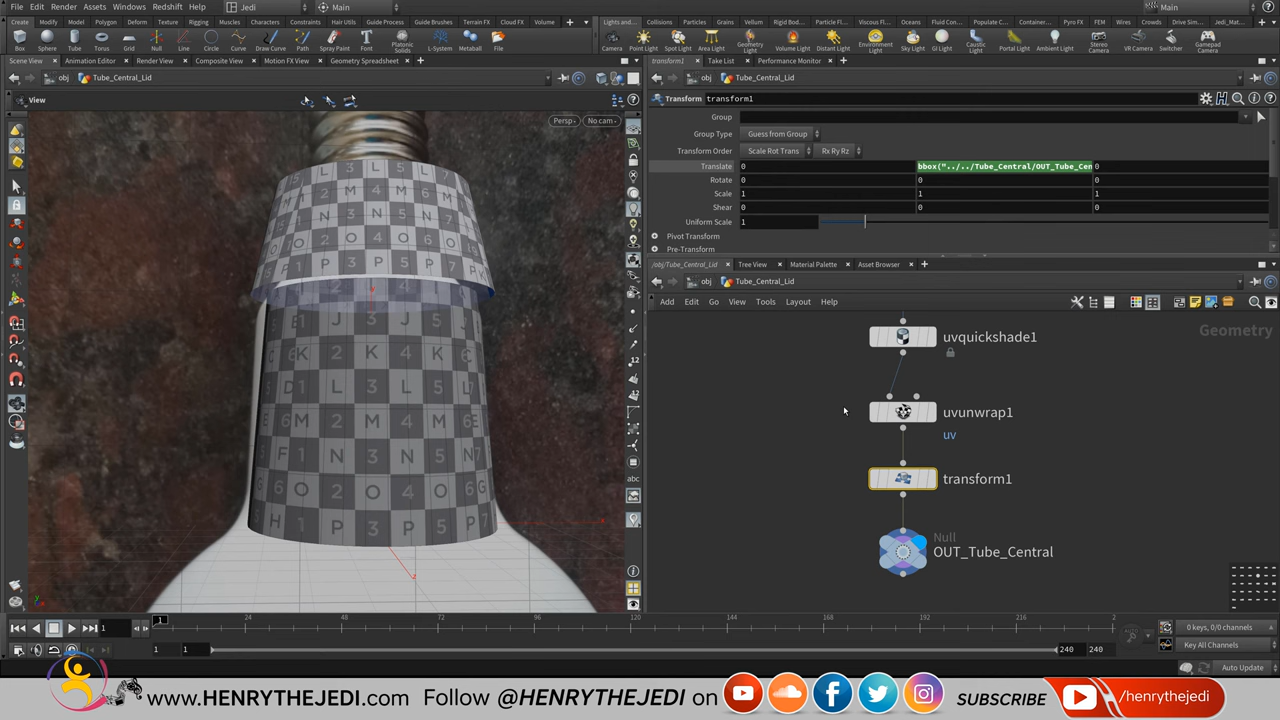 File Edit Render Assets Windows Redshift Help Jedi Main Main
Create Modify Model Polygon Deform Texture Rigging Muscles Characters Constraints Hair Utils Guide Process Guide Brushes Terrain FX Cloud FX Volume
Lights and... Collisions Particles Grains Vellum Rigid Bod... Particle Fl... Viscous Fl... Oceans Fluid Con... Populate C... Container... Pyro FX FEM Wires Crowds Drive Sim... Jedi_Mat...
Box Sphere Tube Torus Grid Null Line Circle Curve Draw Curve Path Spray Paint Font Platonic Solids L-System Metaball File
Camera Point Light Spot Light Area Light Geometry Light Volume Light Distant Light Environment Light Sky Light GI Light Caustic Light Portal Light Ambient Light Stereo Camera VR Camera Switcher Gamepad Camera
Scene View Animation Editor Render View Composite View Motion FX View Geometry Spreadsheet
transform1 Take List Performance Monitor
obj Tube_Central_Lid
obj Tube_Central_Lid
View
Persp No cam
Transform transform1
Group
Group Type Guess from Group
Transform Order Scale Rot Trans Rx Ry Rz
Translate 0 bbox("../../Tube_Central/OUT_Tube_Cen 0
Rotate 0 0 0
Scale 1 1 1
Shear 0 0 0
Uniform Scale 1
Pivot Transform
Pre-Transform
/obj/Tube_Central_Lid Tree View Material Palette Asset Browser
obj Tube_Central_Lid
Add Edit Go View Tools Layout Help
Geometry
uvquickshade1
uvunwrap1
uv
transform1
Null
OUT_Tube_Central
1 1 24 48 72 96 120 144 168 192 216 2
0 keys, 0/0 channels
1 1 240 240 Key All Channels
Auto Update
www.HENRYTHEJEDI.com Follow @HENRYTHEJEDI on SUBSCRIBE /henrythejedi